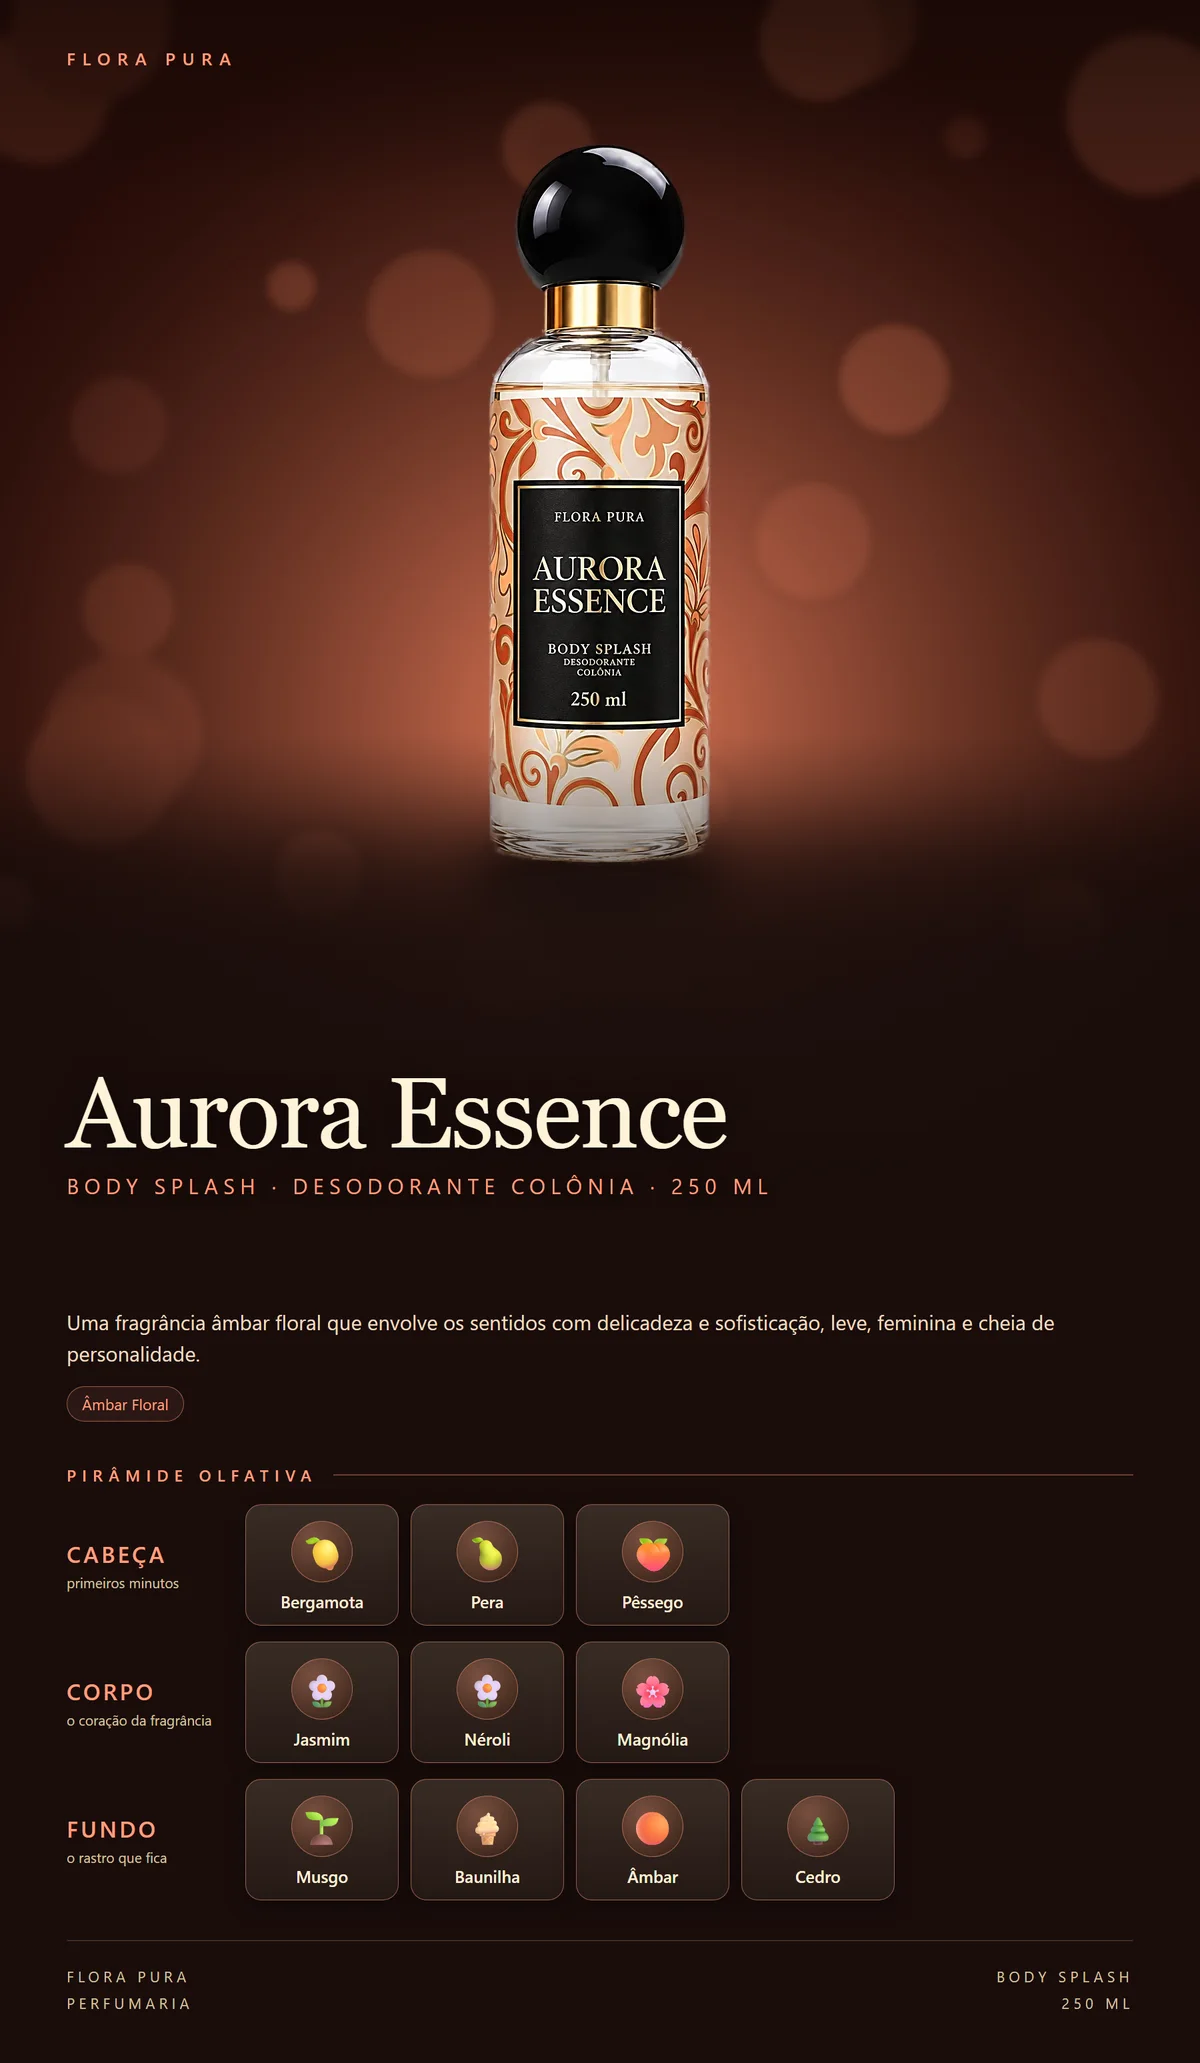 FLORA PURA
FLORA PURA
AURORA
ESSENCE
BODY SPLASH
DESODORANTE
COLÔNIA
250 ml
Aurora Essence
BODY SPLASH · DESODORANTE COLÔNIA · 250 ML
Uma fragrância âmbar floral que envolve os sentidos com delicadeza e sofisticação, leve, feminina e cheia de
personalidade.
Âmbar Floral
PIRÂMIDE OLFATIVA
CABEÇA
primeiros minutos
Bergamota
Pera
Pêssego
CORPO
o coração da fragrância
Jasmim
Néroli
Magnólia
FUNDO
o rastro que fica
Musgo
Baunilha
Âmbar
Cedro
FLORA PURA
PERFUMARIA
BODY SPLASH
250 ML